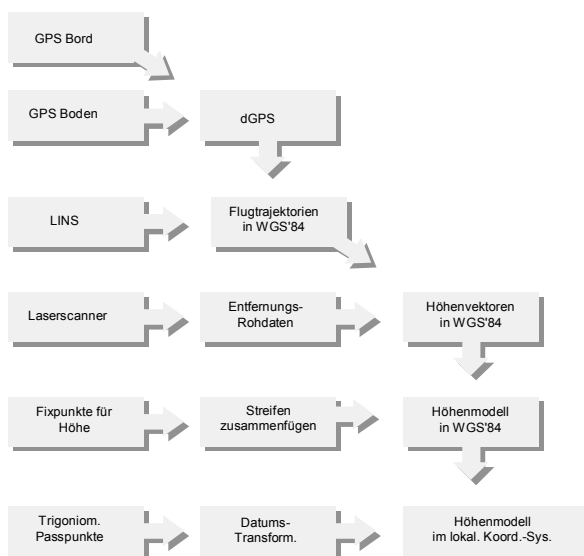 GPS Bord
GPS Boden
dGPS
LINS
Flugtrajektorien
in WGS'84
Laserscanner
Entfernungs-
Rohdaten
Höhenvektoren
in WGS'84
Fixpunkte für
Höhe
Streifen
zusammenfügen
Höhenmodell
in WGS'84
Trigoniom.
Passpunkte
Datums-
Transform.
Höhenmodell
im lokal. Koord.-Sys.